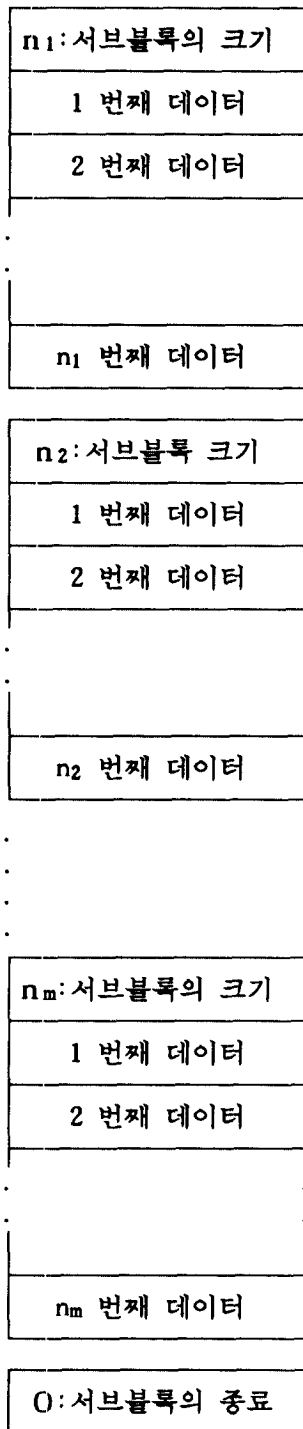 n₁:서브블록의 크기
1 번째 데이터
2 번째 데이터
.
.
n₁ 번째 데이터
n₂:서브블록 크기
1 번째 데이터
2 번째 데이터
.
.
n₂ 번째 데이터
.
.
.
.
nₘ:서브블록의 크기
1 번째 데이터
2 번째 데이터
.
.
nₘ 번째 데이터
0:서브블록의 종료